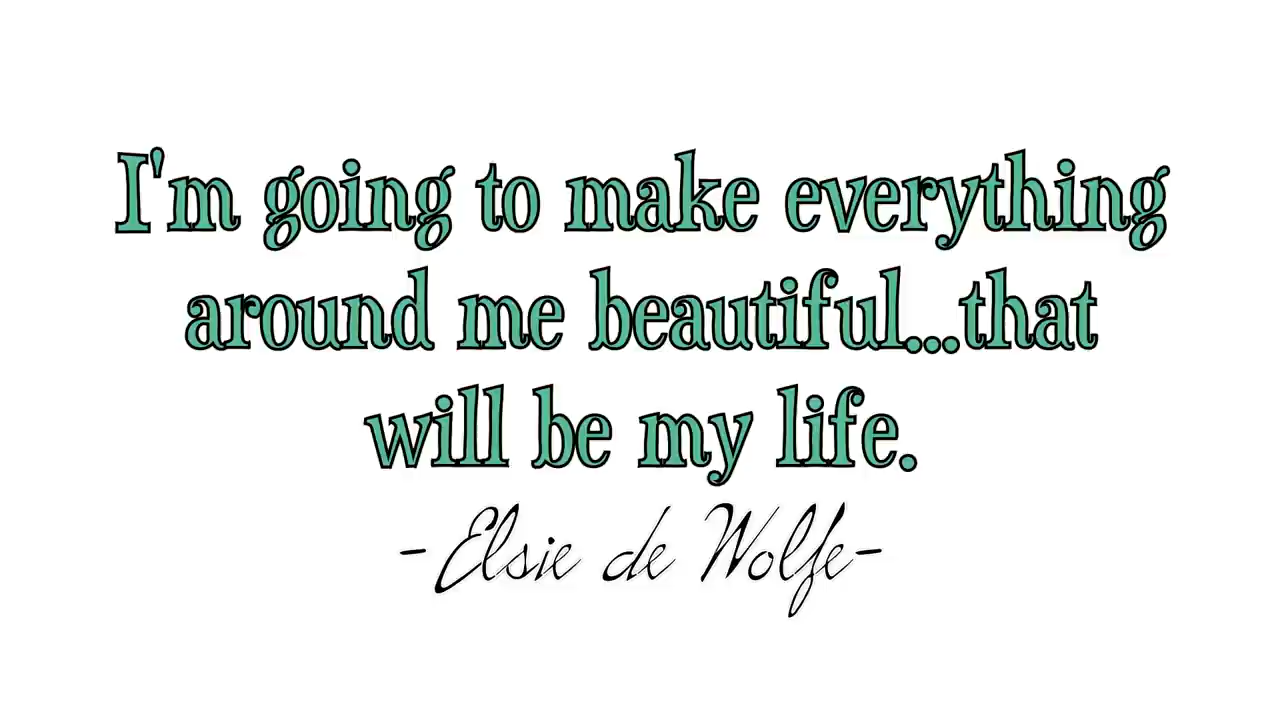 I'm going to make everything
around me beautiful...that
will be my life.
-Elsie de Wolfe-